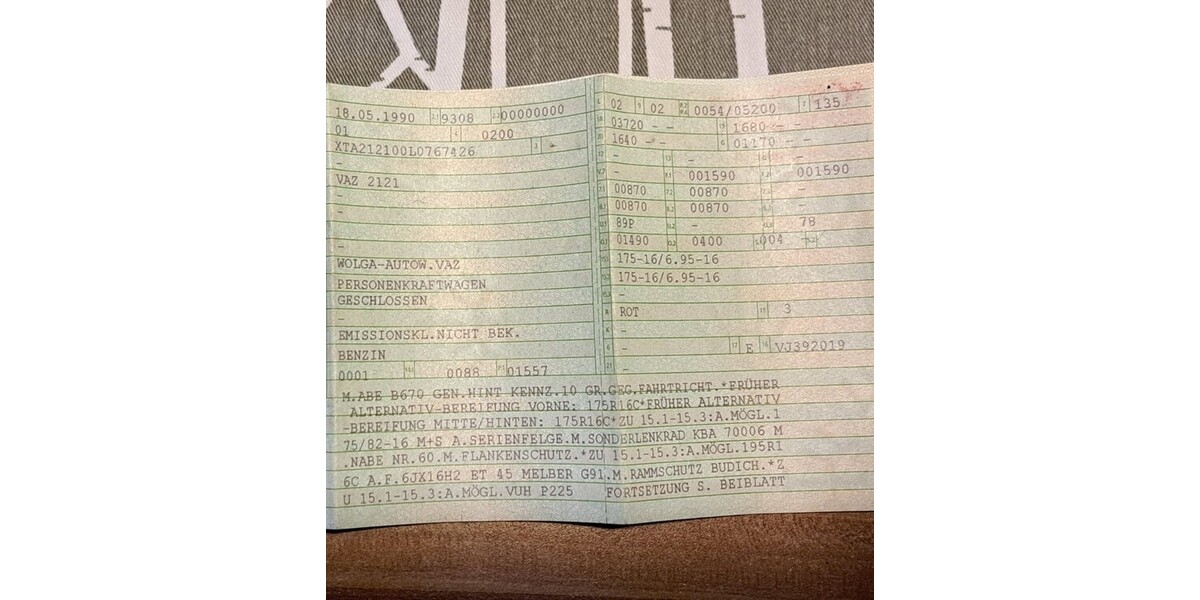 18.05.1990 9308 00000000
01 0200
XTA212100L0767426 -
-
VAZ 2121
-
-
-
WOLGA-AUTOW.VAZ
PERSONENKRAFTWAGEN
GESCHLOSSEN
-
EMISSIONSKL.NICHT BEK.
BENZIN
0001 0088 01557
02 02 0054/05200 135
03720 - - 1680 - -
1640 - - 01170 - -
- - -
- 001590 001590
00870 00870 -
00870 00870 -
89P - 78
01490 0400 004 -
175-16/6.95-16
175-16/6.95-16
-
ROT 3
-
- E VJ392019
-
M.ABE B670 GEN.HINT KENNZ.10 GR.GEG.FAHRTRICHT.*FRÜHER
ALTERNATIV-BEREIFUNG VORNE: 175R16C*FRÜHER ALTERNATIV
-BEREIFUNG MITTE/HINTEN: 175R16C*ZU 15.1-15.3:A.MÖGL.1
75/82-16 M+S A.SERIENFELGE.M.SONDERLENKRAD KBA 70006 M
.NABE NR.60.M.FLANKENSCHUTZ.*ZU 15.1-15.3:A.MÖGL.195R1
6C A.F.6JX16H2 ET 45 MELBER G91.M.RAMMSCHUTZ BUDICH.*Z
U 15.1-15.3:A.MÖGL.VUH P225 FORTSETZUNG S. BEIBLATT